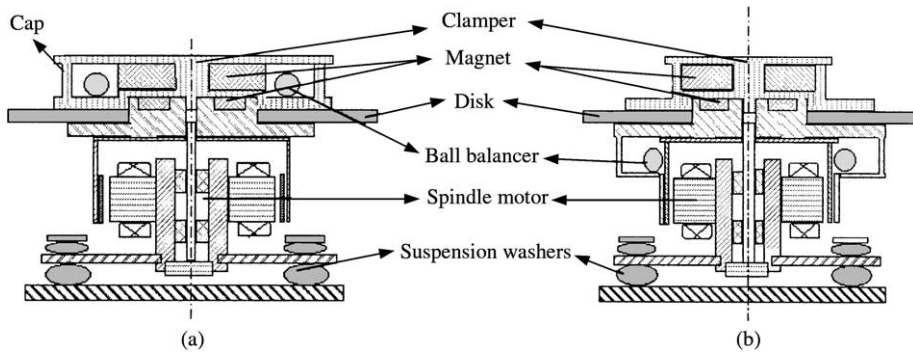 Cap
Clamper
Magnet
Disk
Ball balancer
Spindle motor
Suspension washers
(a)
(b)